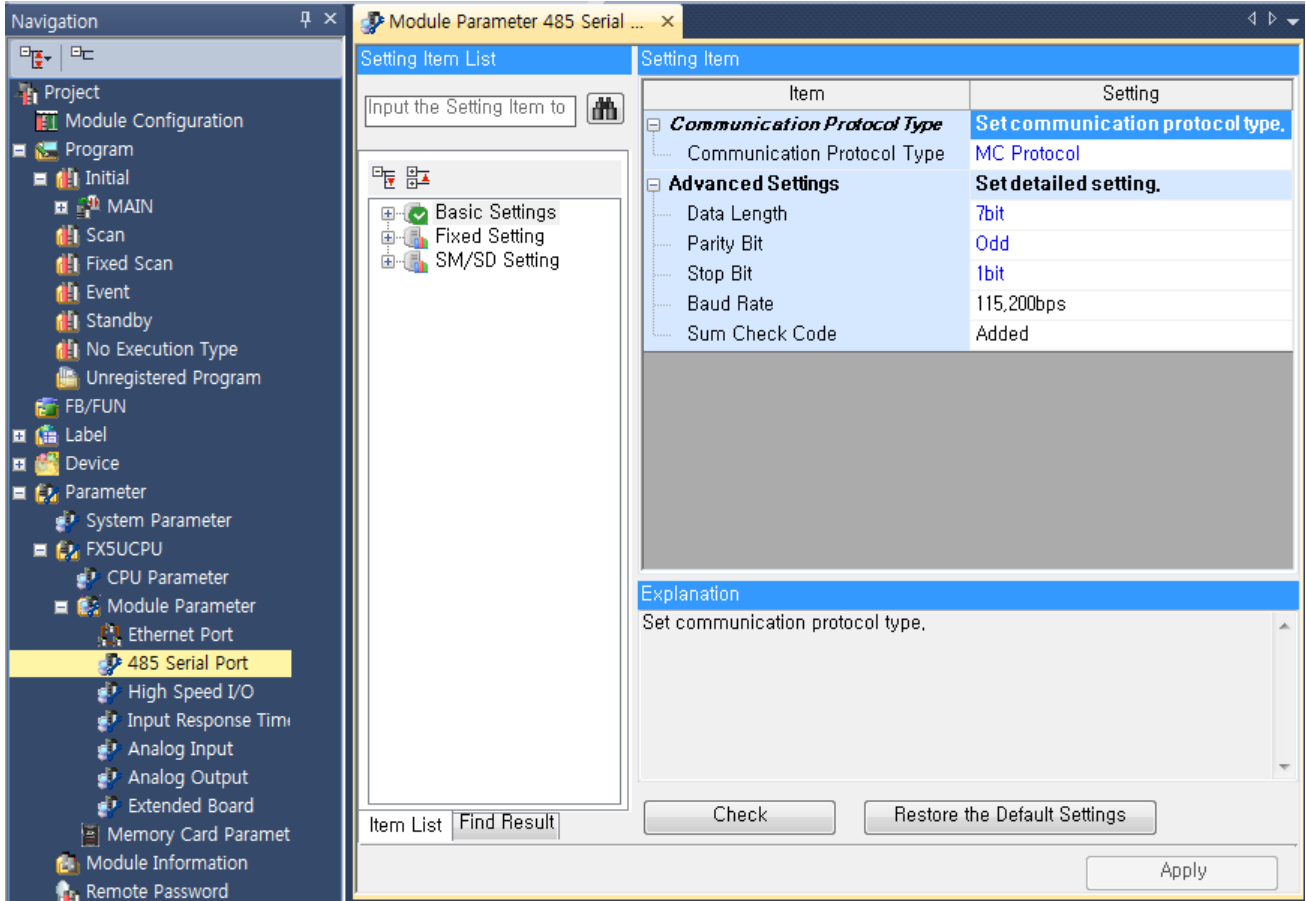 Navigation
Project
Module Configuration
Program
Initial
MAIN
Scan
Fixed Scan
Event
Standby
No Execution Type
Unregistered Program
FB/FUN
Label
Device
Parameter
System Parameter
FX5UCPU
CPU Parameter
Module Parameter
Ethernet Port
485 Serial Port
High Speed I/O
Input Response Time
Analog Input
Analog Output
Extended Board
Memory Card Paramet
Module Information
Remote Password
Module Parameter 485 Serial ...
Setting Item List
Input the Setting Item to
Basic Settings
Fixed Setting
SM/SD Setting
Item List Find Result
Setting Item
Item Setting
Communication Protocol Type Set communication protocol type.
Communication Protocol Type MC Protocol
Advanced Settings Set detailed setting.
Data Length 7bit
Parity Bit Odd
Stop Bit 1bit
Baud Rate 115,200bps
Sum Check Code Added
Explanation
Set communication protocol type.
Check Restore the Default Settings
Apply